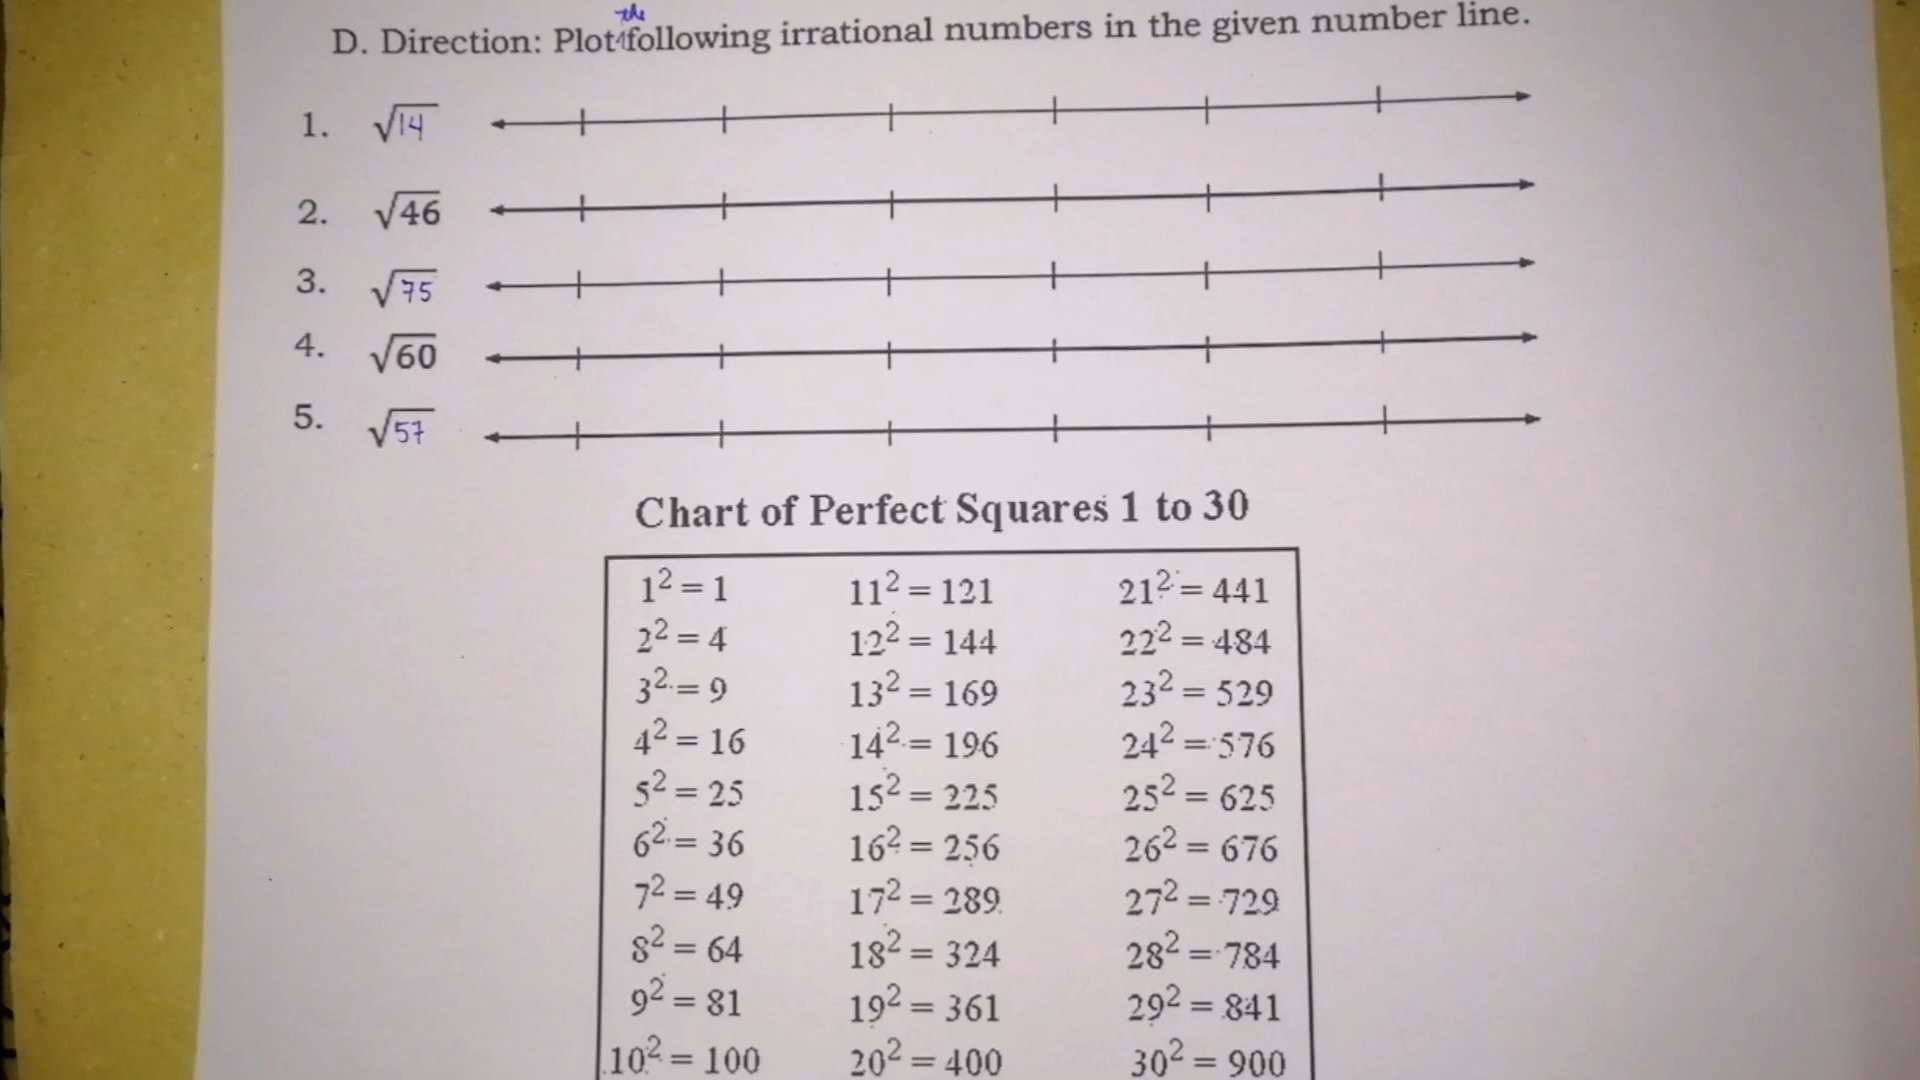 D. Direction: Plot the following irrational numbers in the given number line.
1. √14
2. √46
3. √75
4. √60
5. √57
Chart of Perfect Squares 1 to 30
1² = 1 11² = 121 21² = 441
2² = 4 12² = 144 22² = 484
3² = 9 13² = 169 23² = 529
4² = 16 14² = 196 24² = 576
5² = 25 15² = 225 25² = 625
6² = 36 16² = 256 26² = 676
7² = 49 17² = 289 27² = 729
8² = 64 18² = 324 28² = 784
9² = 81 19² = 361 29² = 841
10² = 100 20² = 400 30² = 900